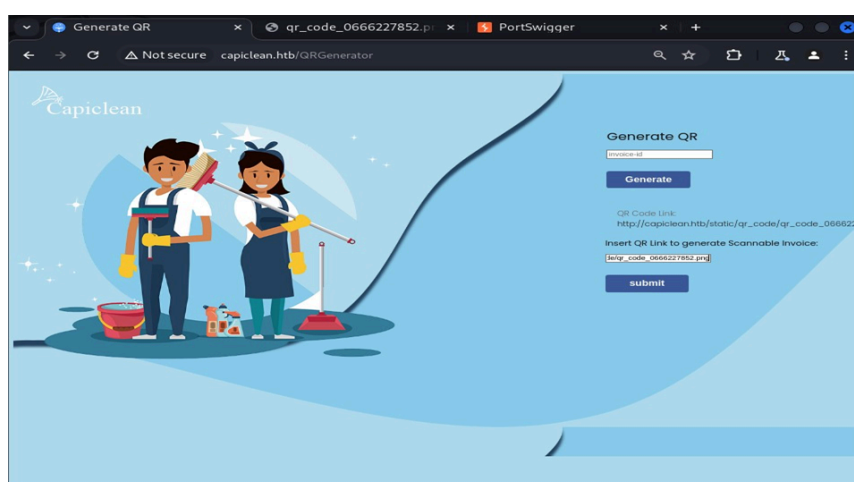 Generate QR
qr_code_0666227852.p
PortSwigger
Not secure capiclean.htb/QRGenerator
Capiclean
Generate QR
invoice-id
Generate
QR Code Link:
http://capiclean.htb/static/qr_code/qr_code_06662
Insert QR Link to generate Scannable Invoice:
de/qr_code_0666227852.png
submit